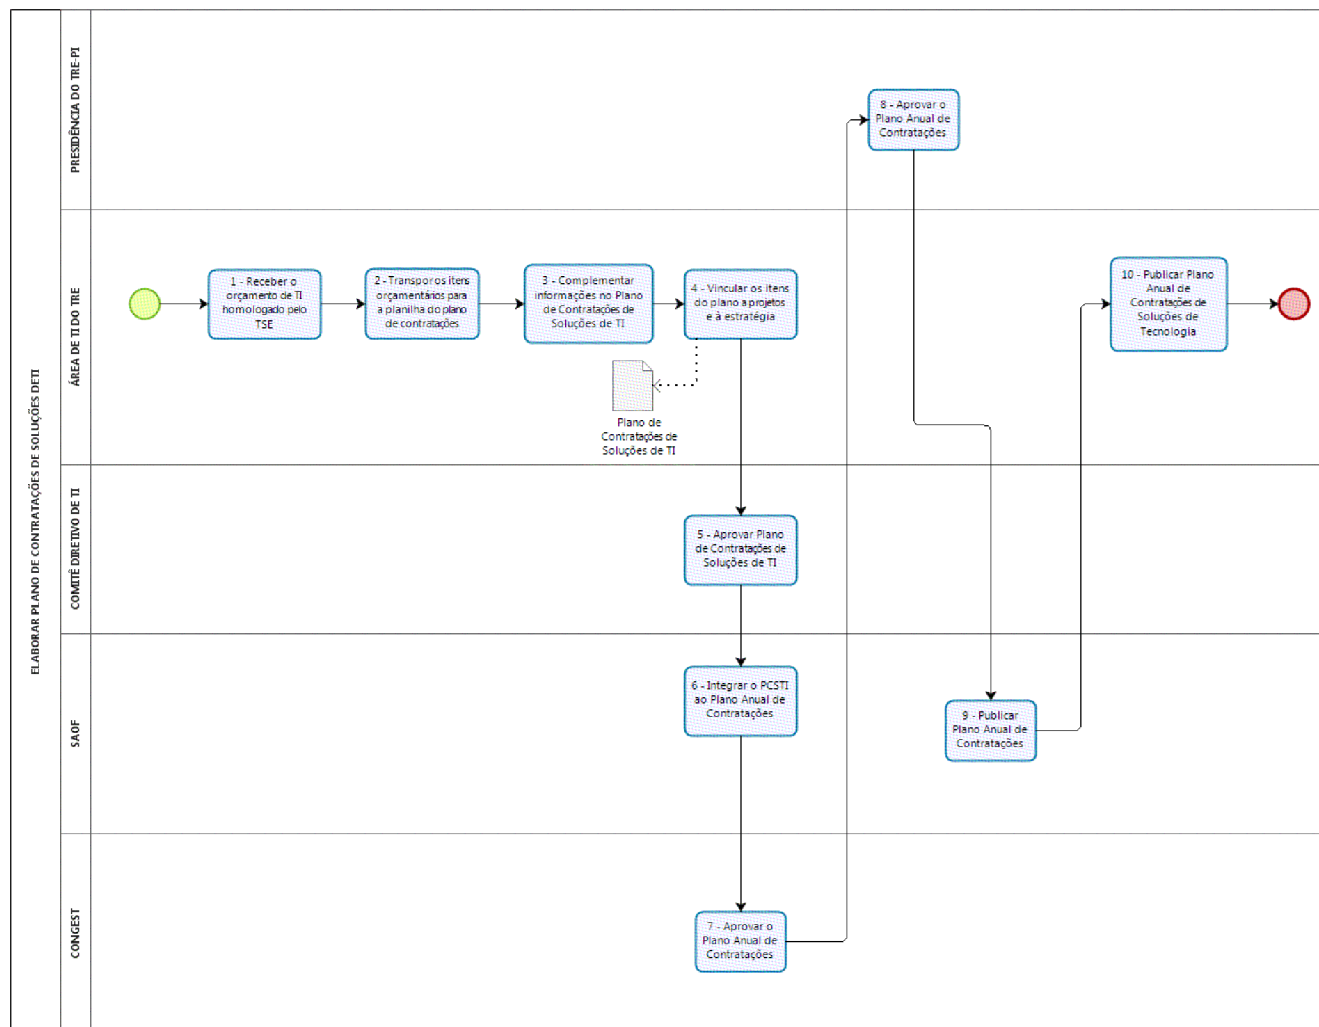 ELABORAR PLANO DE CONTRATAÇÕES DE SOLUÇÕES DETI
PRESIDÊNCIA DO TRE-PI
8 - Aprovar o
Plano Anual de
Contratações
ÁREA DE TI DO TRE
1 - Receber o
orçamento de TI
homologado pelo
TSE
2 - Transpor os itens
orçamentários para
a planilha do plano
de contratações
3 - Complementar
informações no Plano
de Contratações de
Soluções de TI
4 - Vincular os itens
do plano a projetos
e à estratégia
Plano de
Contratações de
Soluções de TI
10 - Publicar Plano
Anual de
Contratações de
Soluções de
Tecnologia
COMITÊ DIRETIVO DE TI
5 - Aprovar Plano
de Contratações de
Soluções de TI
SAOF
6 - Integrar o PCSTI
ao Plano Anual de
Contratações
9 - Publicar
Plano Anual de
Contratações
CONGEST
7 - Aprovar o
Plano Anual de
Contratações